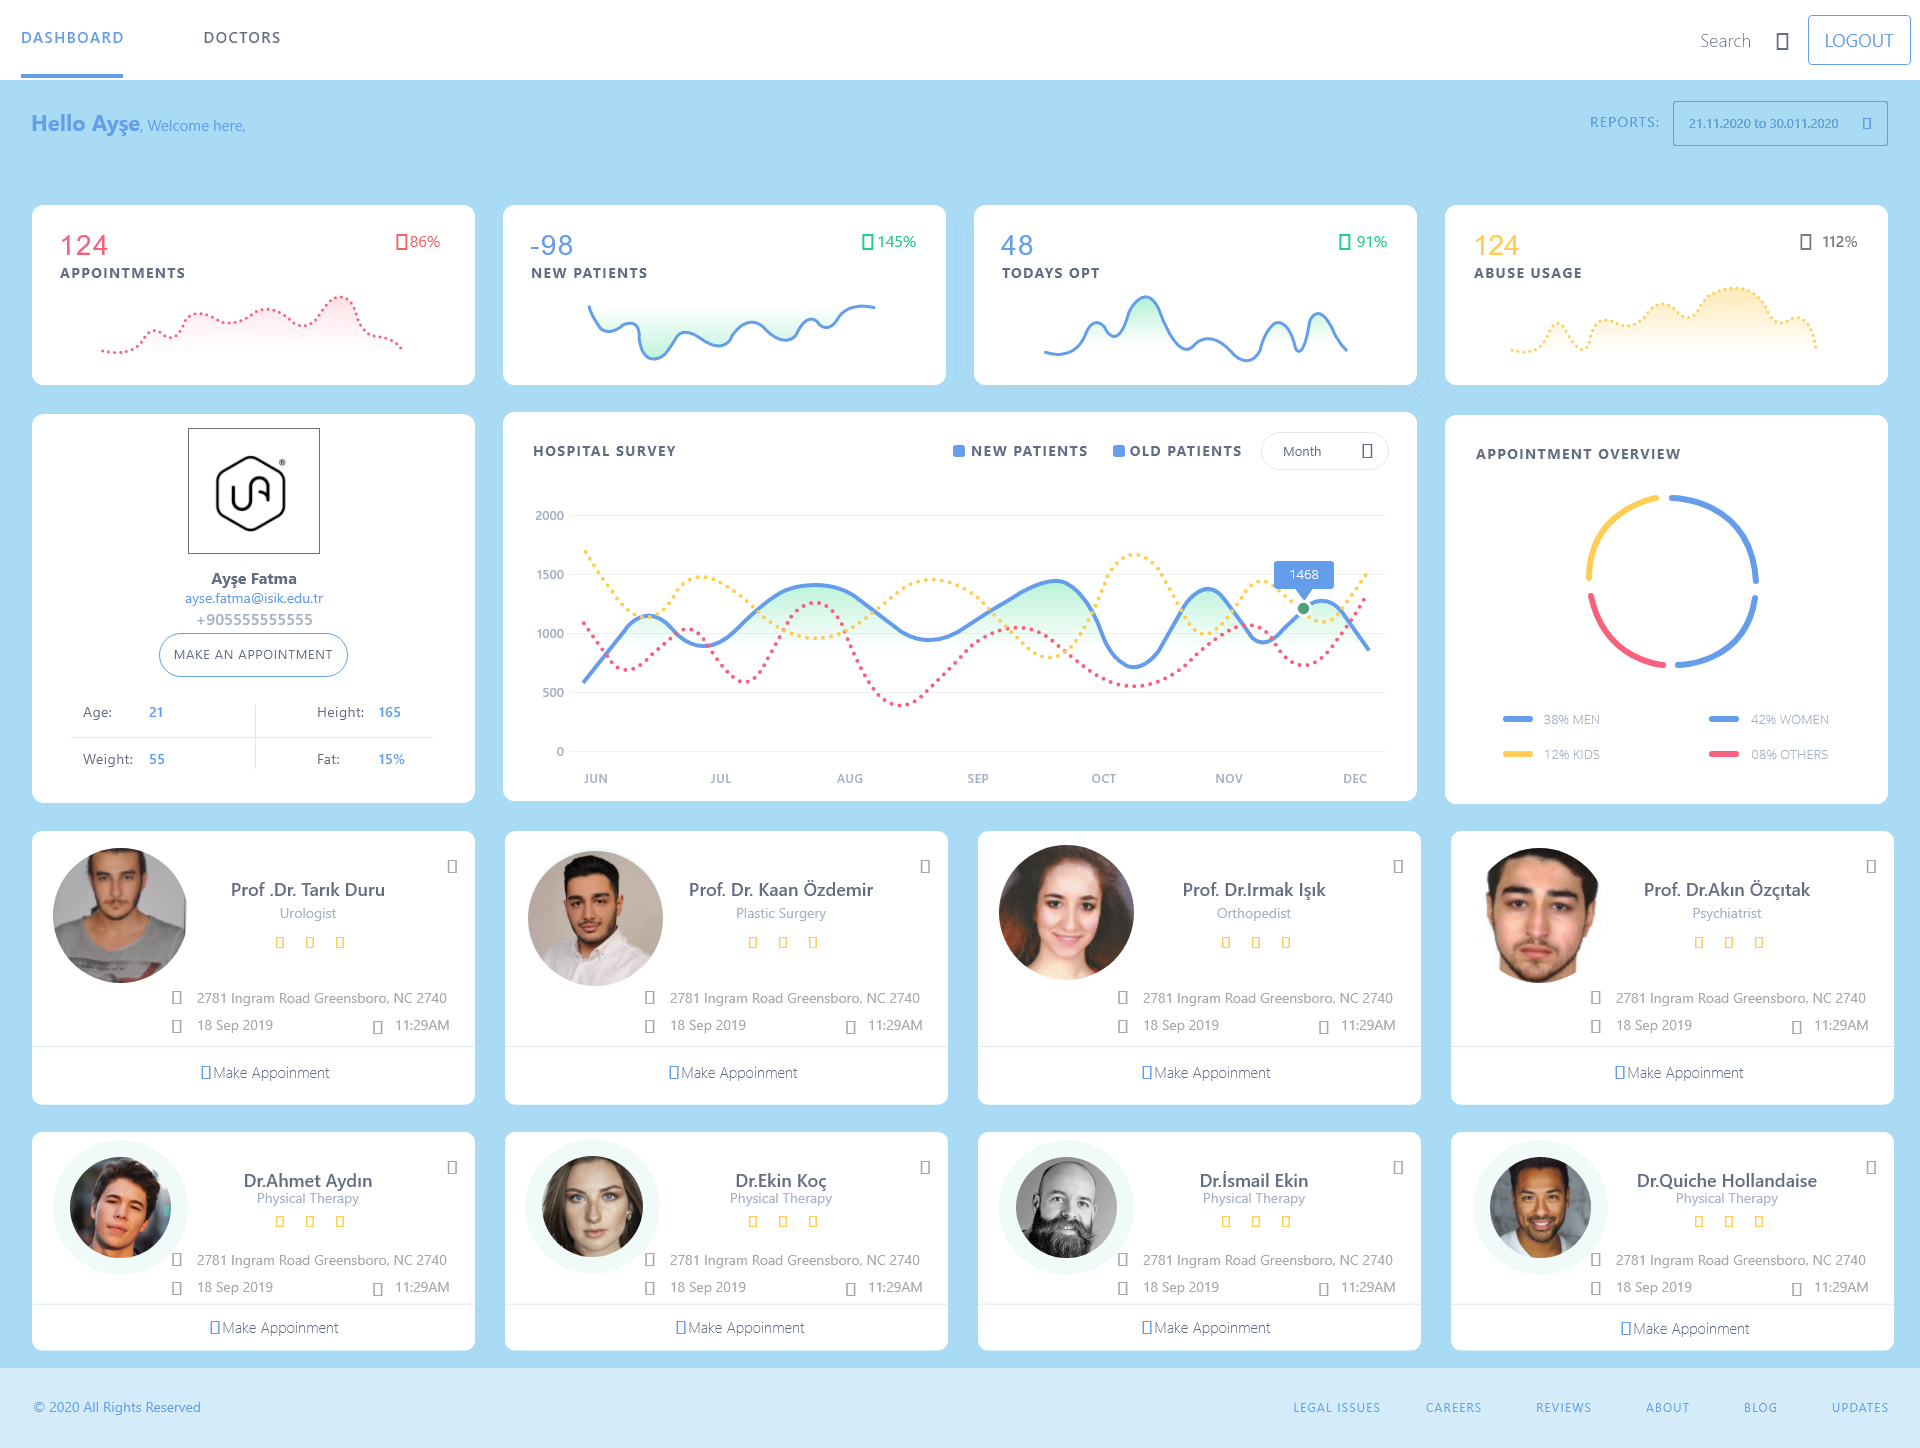 DASHBOARD DOCTORS Search LOGOUT
Hello Ayşe, Welcome here, REPORTS: 21.11.2020 to 30.011.2020
124 86% -98 145% 48 91% 124 112%
APPOINTMENTS NEW PATIENTS TODAYS OPT ABUSE USAGE
UA ®
Ayşe Fatma
ayse.fatma@isik.edu.tr
+905555555555
MAKE AN APPOINTMENT
Age: 21 Height: 165
Weight: 55 Fat: 15%
HOSPITAL SURVEY NEW PATIENTS OLD PATIENTS Month
2000
1500
1468
1000
500
0
JUN JUL AUG SEP OCT NOV DEC
APPOINTMENT OVERVIEW
38% MEN 42% WOMEN
12% KIDS 08% OTHERS
Prof .Dr. Tarık Duru
Urologist
2781 Ingram Road Greensboro, NC 2740
18 Sep 2019 11:29AM
Make Appoinment
Prof. Dr. Kaan Özdemir
Plastic Surgery
2781 Ingram Road Greensboro, NC 2740
18 Sep 2019 11:29AM
Make Appoinment
Prof. Dr.Irmak Işık
Orthopedist
2781 Ingram Road Greensboro, NC 2740
18 Sep 2019 11:29AM
Make Appoinment
Prof. Dr.Akın Özçıtak
Psychiatrist
2781 Ingram Road Greensboro, NC 2740
18 Sep 2019 11:29AM
Make Appoinment
Dr.Ahmet Aydın
Physical Therapy
2781 Ingram Road Greensboro, NC 2740
18 Sep 2019 11:29AM
Make Appoinment
Dr.Ekin Koç
Physical Therapy
2781 Ingram Road Greensboro, NC 2740
18 Sep 2019 11:29AM
Make Appoinment
Dr.İsmail Ekin
Physical Therapy
2781 Ingram Road Greensboro, NC 2740
18 Sep 2019 11:29AM
Make Appoinment
Dr.Quiche Hollandaise
Physical Therapy
2781 Ingram Road Greensboro, NC 2740
18 Sep 2019 11:29AM
Make Appoinment
© 2020 All Rights Reserved LEGAL ISSUES CAREERS REVIEWS ABOUT BLOG UPDATES